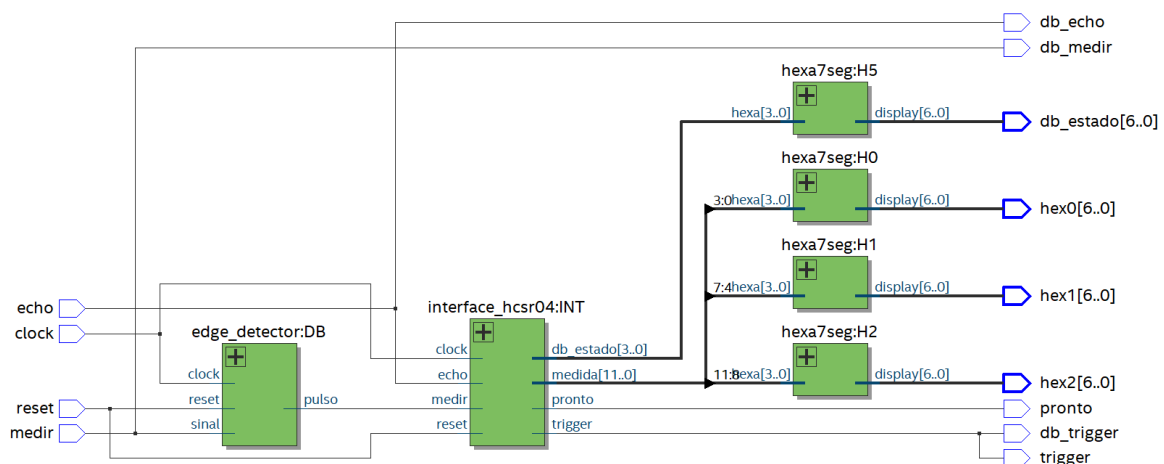 db_echo
db_medir
hexa7seg:H5
hexa[3..0] display[6..0] db_estado[6..0]
hexa7seg:H0
3:0 hexa[3..0] display[6..0] hex0[6..0]
hexa7seg:H1
7:4 hexa[3..0] display[6..0] hex1[6..0]
hexa7seg:H2
11:8 hexa[3..0] display[6..0] hex2[6..0]
echo
clock
edge_detector:DB
clock
reset pulso
sinal
reset
medir
interface_hcsr04:INT
clock db_estado[3..0]
echo medida[11..0]
medir pronto
reset trigger
pronto
db_trigger
trigger